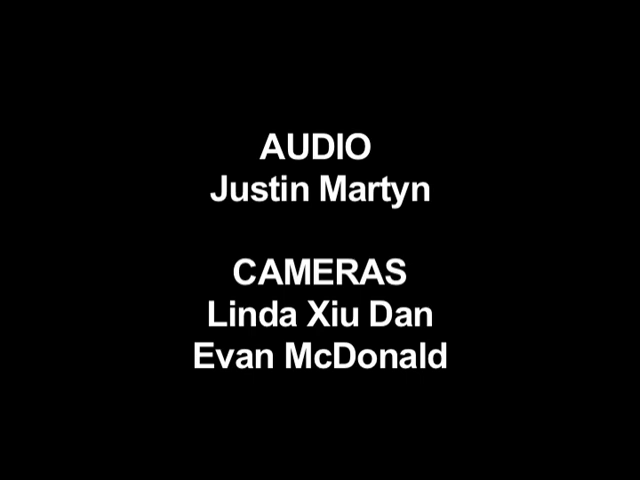 AUDIO
Justin Martyn
CAMERAS
Linda Xiu Dan
Evan McDonald